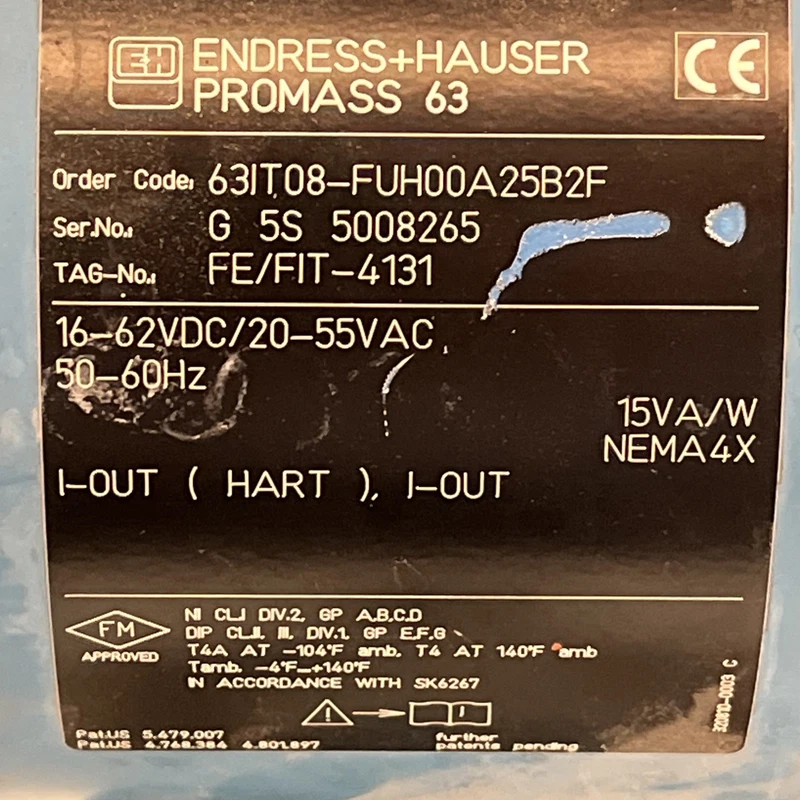 E+H ENDRESS+HAUSER CE
PROMASS 63
Order Code: 63IT08-FUH00A25B2F
Ser.No.: G 5S 5008265
TAG-No.: FE/FIT-4131
16-62VDC/20-55VAC
50-60Hz
15VA/W
NEMA4X
I-OUT ( HART ), I-OUT
FM APPROVED
NI CL.I DIV.2, GP A,B,C,D
DIP CL.II, III, DIV.1, GP E,F,G
T4A AT -104°F amb, T4 AT 140°F amb
Tamb. -4°F...+140°F
IN ACCORDANCE WITH SK6267
Pat.US 5.479.007
Pat.US 4.768.384 4.801.897
further
patents pending
32010-0003 C